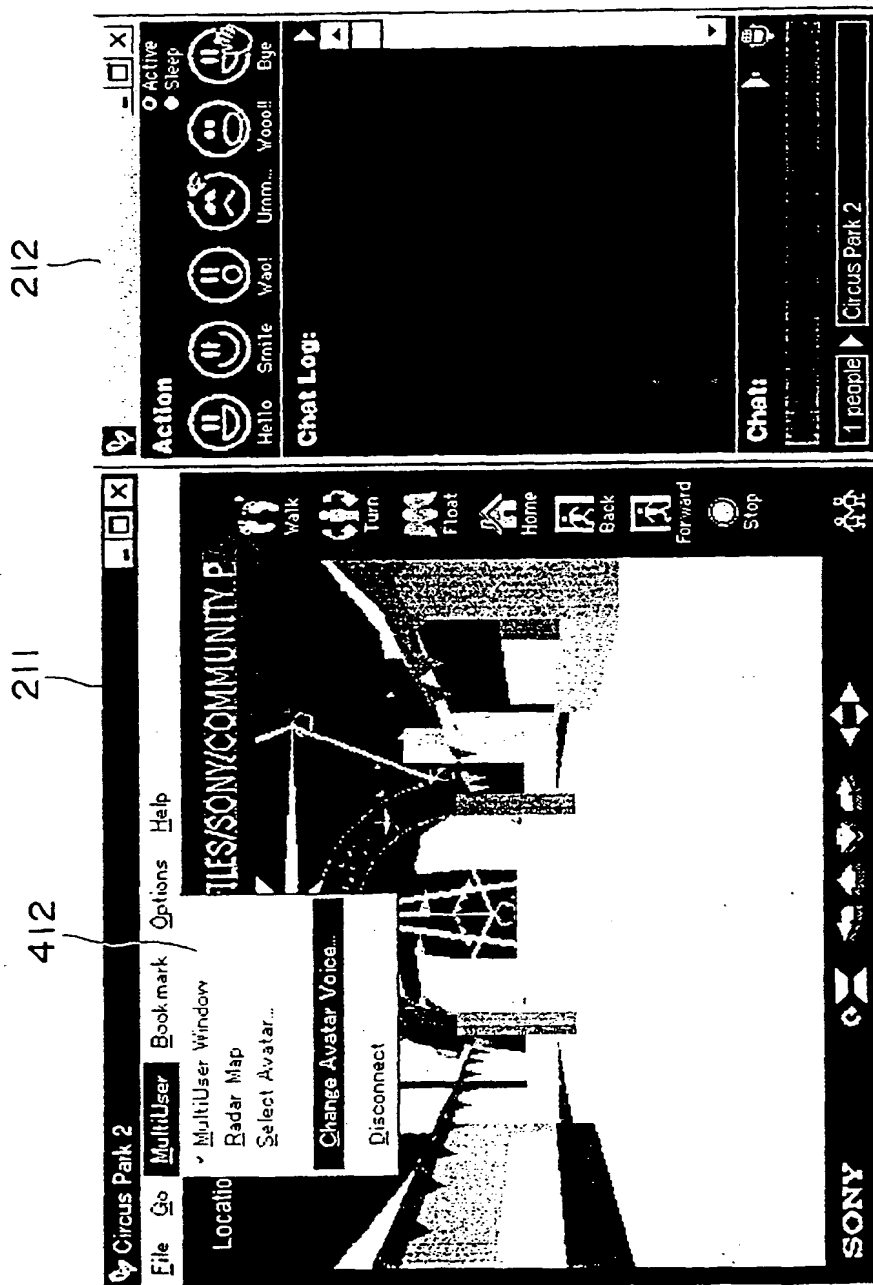 211
Circus Park 2
File Go MultiUser Bookmark Options Help
412
✓ MultiUser Window
Radar Map
Select Avatar...
Change Avatar Voice...
Disconnect
Locatio
ILES/SONY/COMMUNITY.P.
Walk
Turn
Float
Home
Back
Forward
Stop
SONY
212
Action
Active
Sleep
Hello Smile Wao! Umm... Wooo!! Bye
Chat Log:
Chat:
1 people Circus Park 2